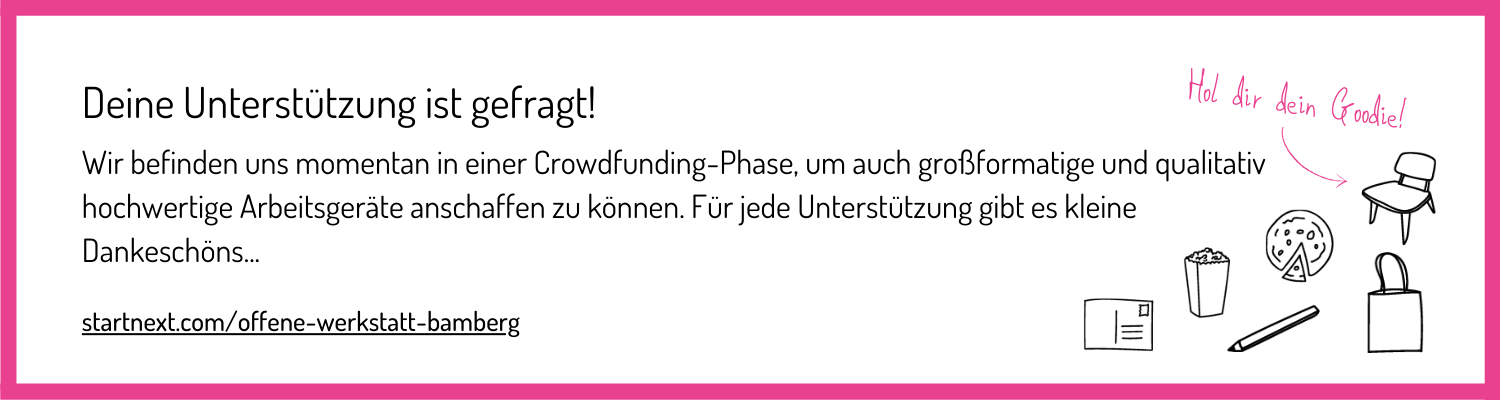 Deine Unterstützung ist gefragt!
Hol dir dein Goodie!
Wir befinden uns momentan in einer Crowdfunding-Phase, um auch großformatige und qualitativ
hochwertige Arbeitsgeräte anschaffen zu können. Für jede Unterstützung gibt es kleine
Dankeschöns...
startnext.com/offene-werkstatt-bamberg